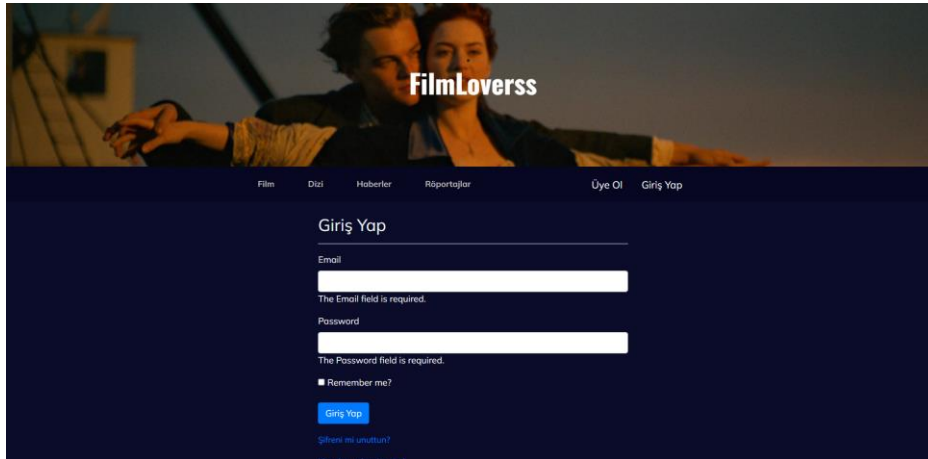 FilmLoverss
Film Dizi Haberler Röportajlar Üye Ol Giriş Yap
Giriş Yap
Email
The Email field is required.
Password
The Password field is required.
Remember me?
Giriş Yap
Şifreni mi unuttun?